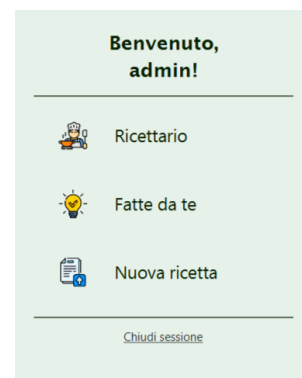 Benvenuto,
admin!
Ricettario
Fatte da te
Nuova ricetta
Chiudi sessione